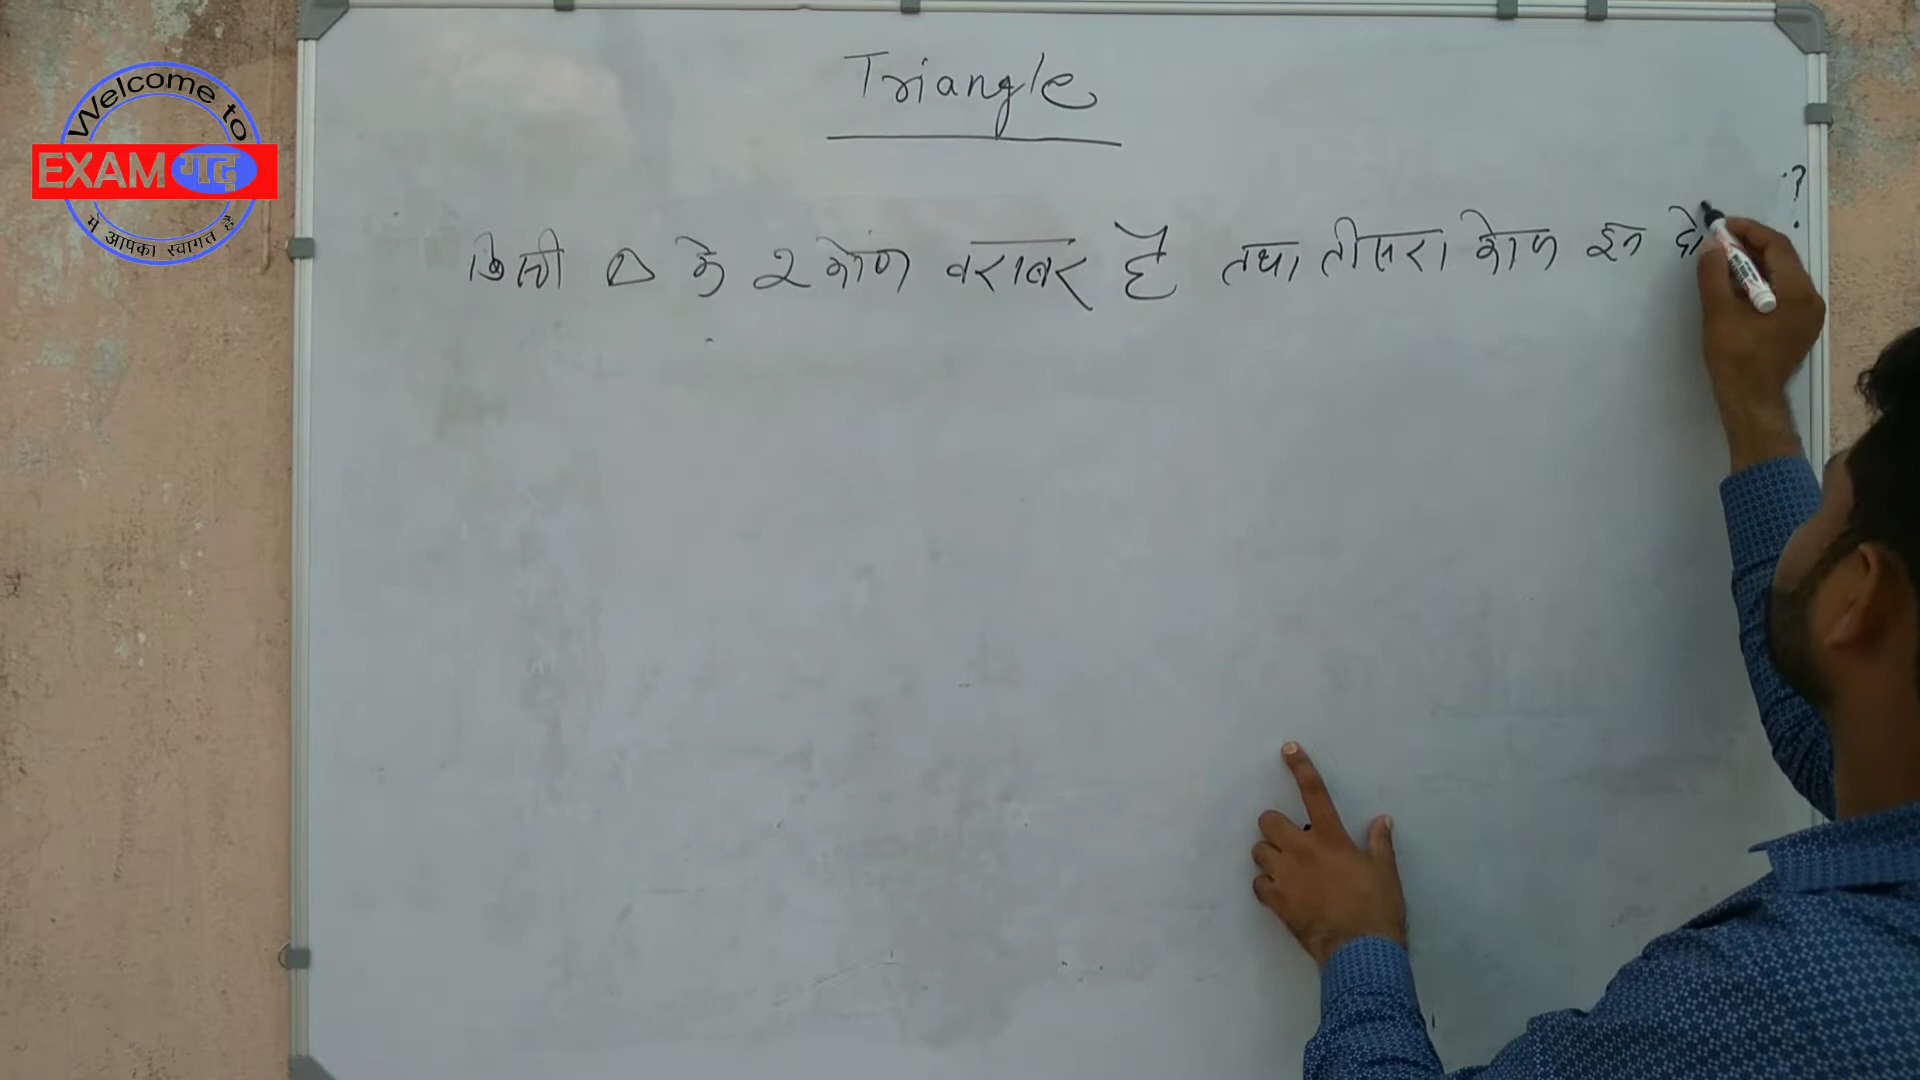 Welcome to
EXAM गढ़
में आपका स्वागत है
Triangle
?
किसी △ के 2 कोण बराबर है तथा तीसरा कोण इन दो